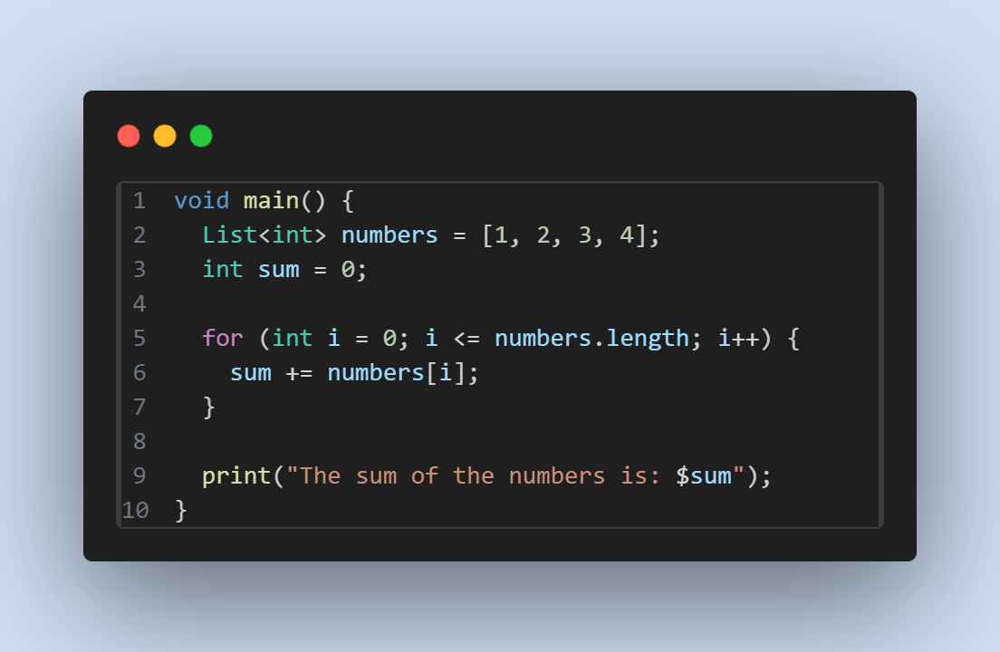 1 void main() {
2   List<int> numbers = [1, 2, 3, 4];
3   int sum = 0;
4
5   for (int i = 0; i <= numbers.length; i++) {
6     sum += numbers[i];
7   }
8
9   print("The sum of the numbers is: $sum");
10 }